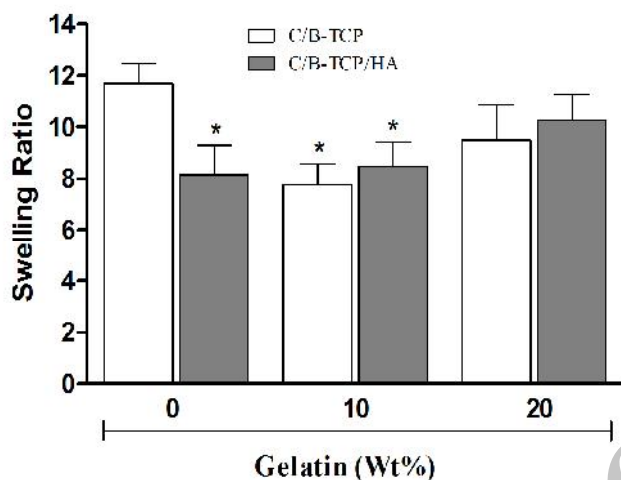 14
12
10
8
6
4
2
0
Swelling Ratio
C/B-TCP
C/B-TCP/HA
*
* *
0 10 20
Gelatin (Wt%)